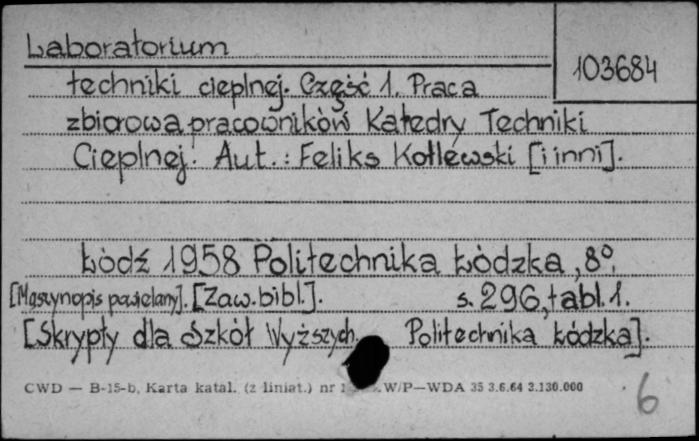 Laboratorium
103684
techniki cieplnej. Część 1. Praca
zbiorowa pracowników Katedry Techniki
Cieplnej. Aut.: Feliks Kotlewski [i inni].
Łódź 1958 Politechnika Łódzka, 8°.
[Maszynopis powielany]. [Zaw. bibl.]. s. 296, tabl. 1.
[Skrypty dla Szkół Wyższych. Politechnika Łódzka].
CWD — B-15-b, Karta katal. (z liniat.) nr W/P—WDA 35 3.6.64 3.130.000
6